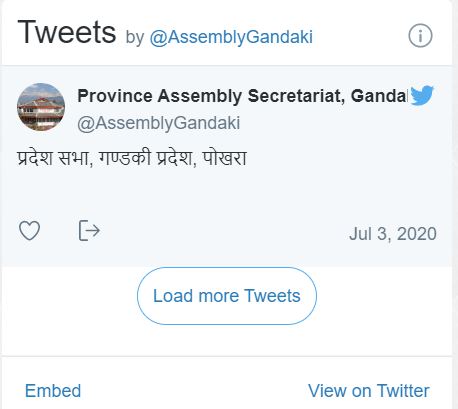 Tweets by @AssemblyGandaki
Province Assembly Secretariat, Ganda
@AssemblyGandaki
प्रदेश सभा, गण्डकी प्रदेश, पोखरा
Jul 3, 2020
Load more Tweets
Embed View on Twitter